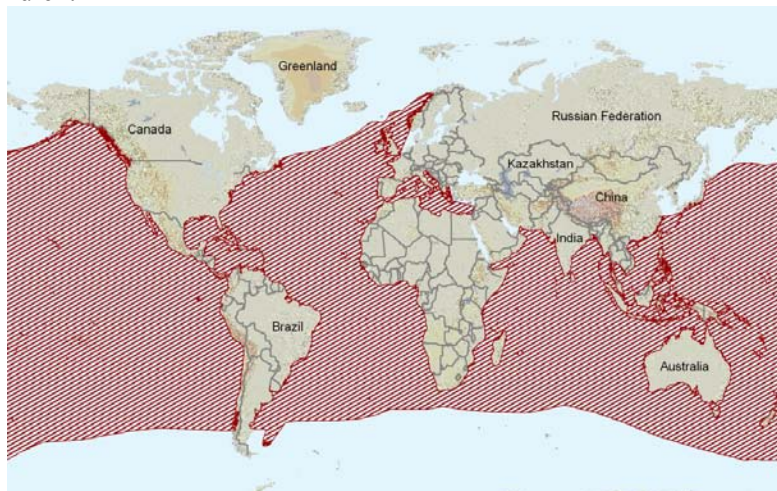 Greenland
Canada
Russian Federation
Kazakhstan
China
India
Brazil
Australia